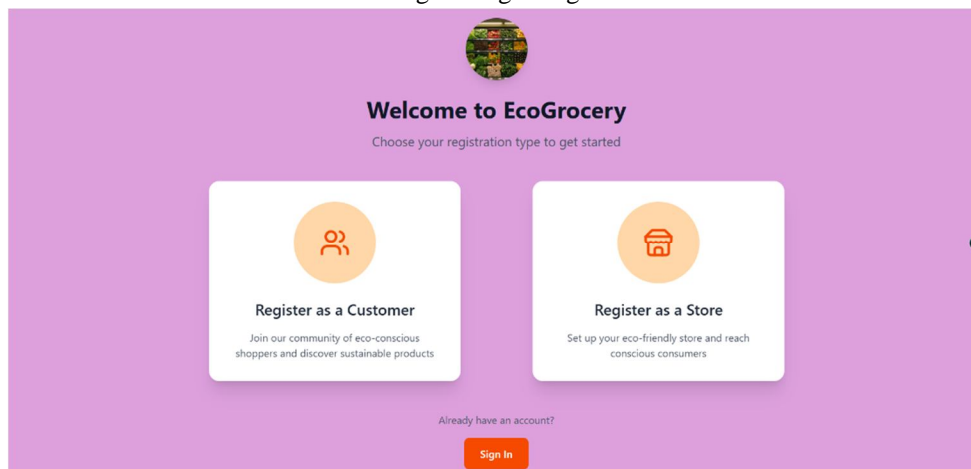 Welcome to EcoGrocery
Choose your registration type to get started
Register as a Customer
Join our community of eco-conscious
shoppers and discover sustainable products
Register as a Store
Set up your eco-friendly store and reach
conscious consumers
Already have an account?
Sign In